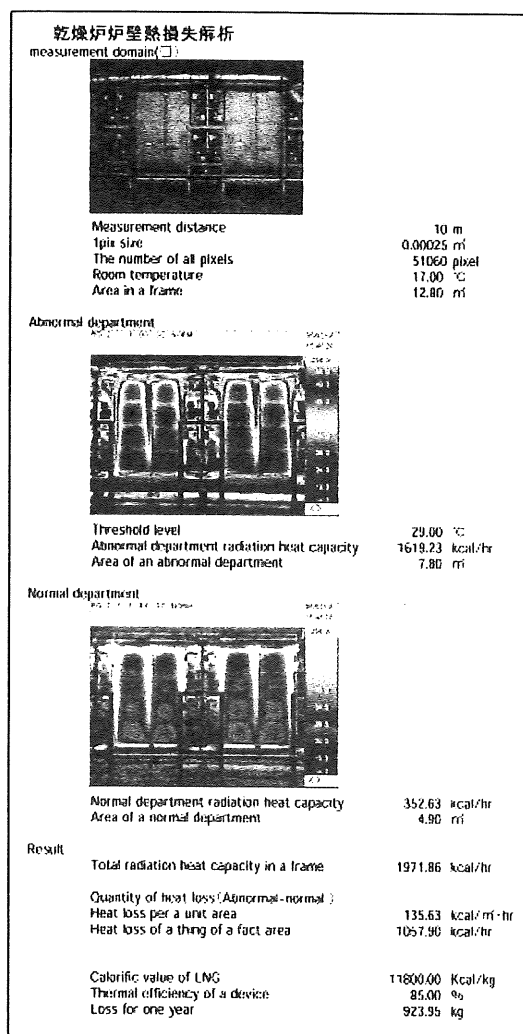 乾燥炉炉壁熱損失解析
measurement domain(□)
Measurement distance 10 m
1pix size 0.00025 ㎡
The number of all pixels 51060 pixel
Room temperature 17.00 ℃
Area in a frame 12.80 ㎡
Abnormal department
Threshold level 29.00 ℃
Abnormal department radiation heat capacity 1619.23 kcal/hr
Area of an abnormal department 7.80 ㎡
Normal department
Normal department radiation heat capacity 352.63 kcal/hr
Area of a normal department 4.90 ㎡
Result
Total radiation heat capacity in a frame 1971.86 kcal/hr
Quantity of heat loss(Abnormal-normal)
Heat loss per a unit area 135.63 kcal/㎡·hr
Heat loss of a thing of a fact area 1057.90 kcal/hr
Calorific value of LNG 11800.00 Kcal/kg
Thermal efficiency of a device 85.00 %
Loss for one year 923.95 kg